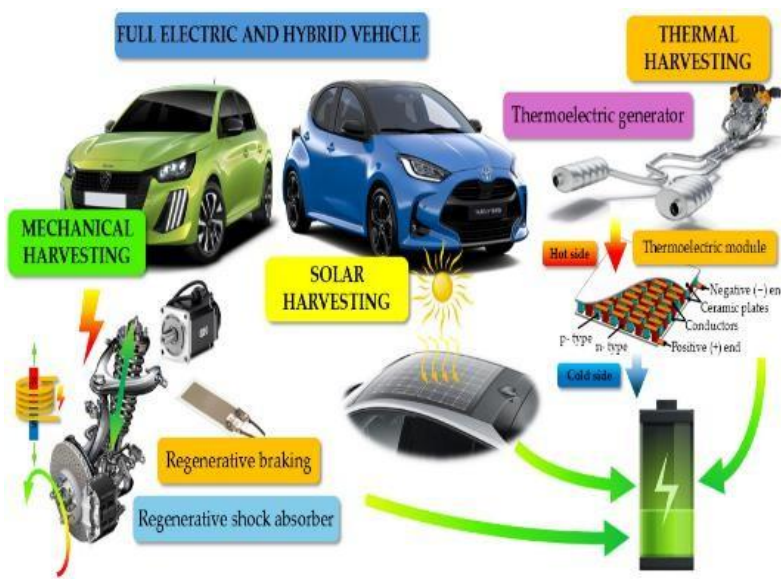 FULL ELECTRIC AND HYBRID VEHICLE
THERMAL
HARVESTING
Thermoelectric generator
MECHANICAL
HARVESTING
SOLAR
HARVESTING
Hot side
Thermoelectric module
Negative (−) en
Ceramic plates
Conductors
p- type
n- type
Positive (+) end
Cold side
Regenerative braking
Regenerative shock absorber